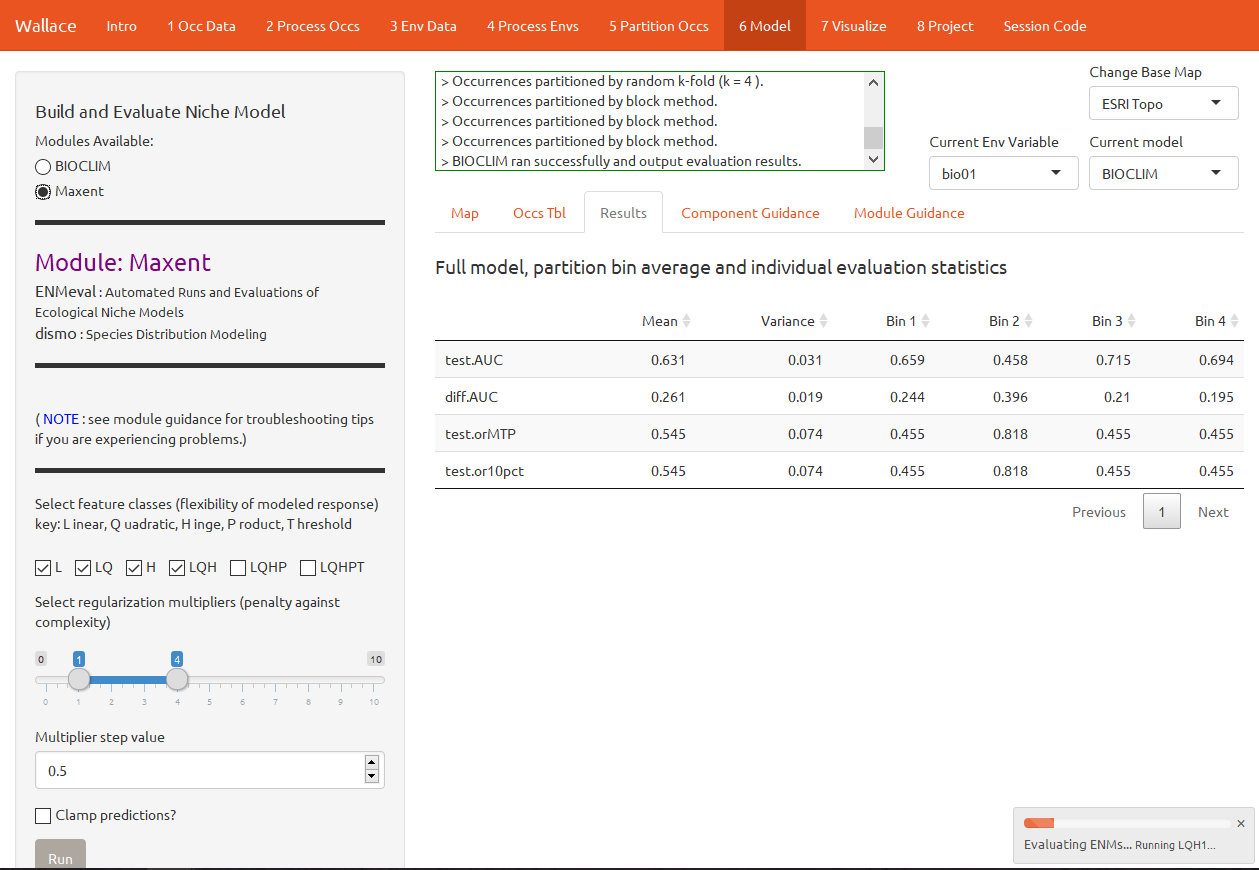 Wallace Intro 1 Occ Data 2 Process Occs 3 Env Data 4 Process Envs 5 Partition Occs 6 Model 7 Visualize 8 Project Session Code
Build and Evaluate Niche Model
Modules Available:
BIOCLIM
Maxent
Module: Maxent
ENMeval : Automated Runs and Evaluations of
Ecological Niche Models
dismo : Species Distribution Modeling
( NOTE : see module guidance for troubleshooting tips
if you are experiencing problems.)
Select feature classes (flexibility of modeled response)
key: L inear, Q uadratic, H inge, P roduct, T hreshold
L LQ H LQH LQHP LQHPT
Select regularization multipliers (penalty against
complexity)
0 1 4 10
0 1 2 3 4 5 6 7 8 9 10
Multiplier step value
0.5
Clamp predictions?
Run
> Occurrences partitioned by random k-fold (k = 4 ).
> Occurrences partitioned by block method.
> Occurrences partitioned by block method.
> Occurrences partitioned by block method.
> BIOCLIM ran successfully and output evaluation results.
Change Base Map
ESRI Topo
Current Env Variable Current model
bio01 BIOCLIM
Map Occs Tbl Results Component Guidance Module Guidance
Full model, partition bin average and individual evaluation statistics
Mean Variance Bin 1 Bin 2 Bin 3 Bin 4
test.AUC 0.631 0.031 0.659 0.458 0.715 0.694
diff.AUC 0.261 0.019 0.244 0.396 0.21 0.195
test.orMTP 0.545 0.074 0.455 0.818 0.455 0.455
test.or10pct 0.545 0.074 0.455 0.818 0.455 0.455
Previous 1 Next
Evaluating ENMs... Running LQH1...